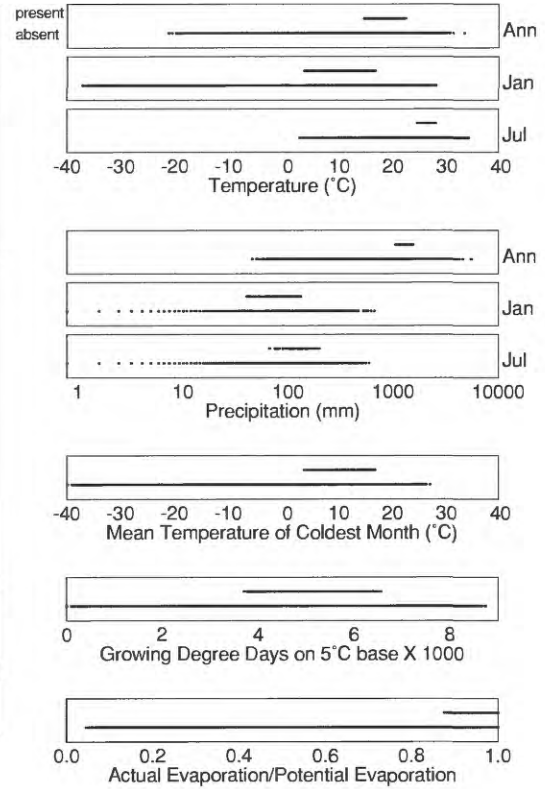 present
absent
Ann
Jan
Jul
-40 -30 -20 -10 0 10 20 30 40
Temperature (˚C)
Ann
Jan
Jul
1 10 100 1000 10000
Precipitation (mm)
-40 -30 -20 -10 0 10 20 30 40
Mean Temperature of Coldest Month (˚C)
0 2 4 6 8
Growing Degree Days on 5˚C base X 1000
0.0 0.2 0.4 0.6 0.8 1.0
Actual Evaporation/Potential Evaporation